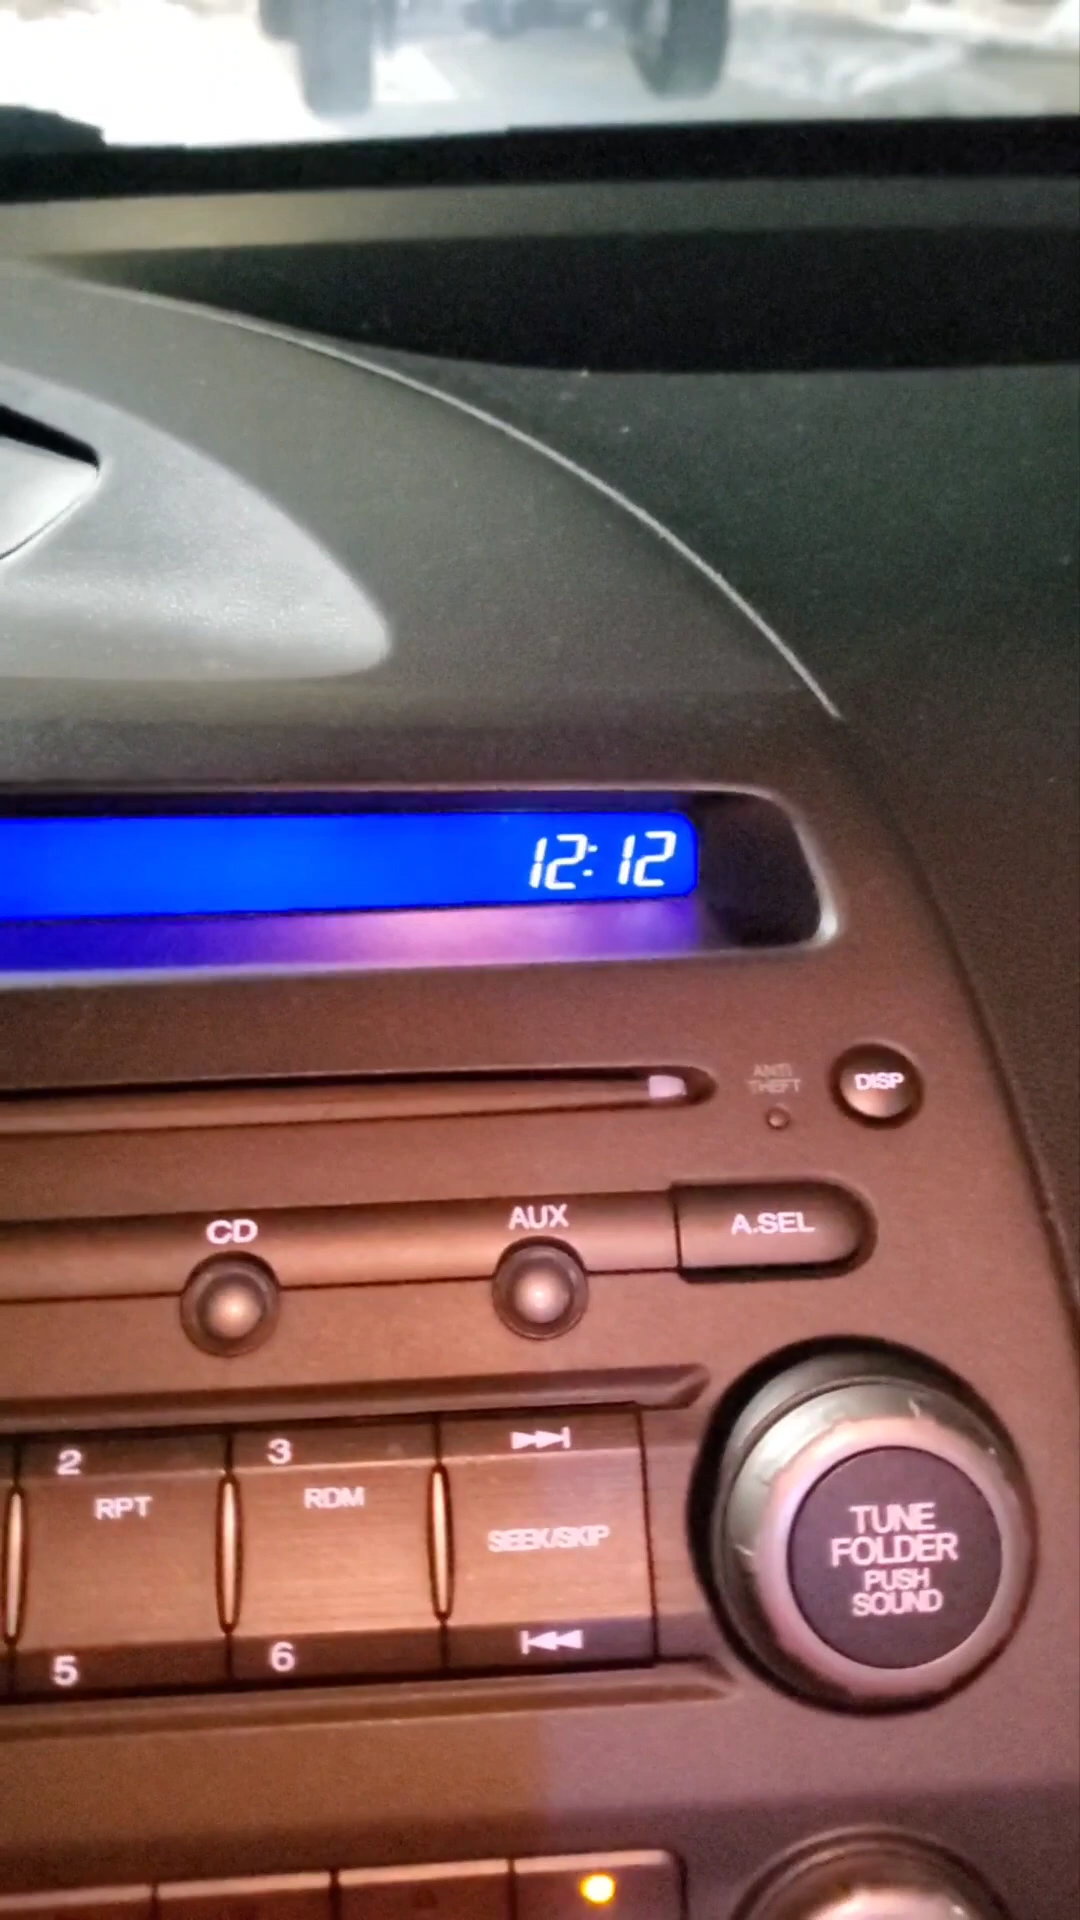 12:12
ANTI
THEFT
DISP
CD
AUX
A.SEL
2
RPT
3
RDM
SEEK/SKIP
5
6
TUNE
FOLDER
PUSH
SOUND